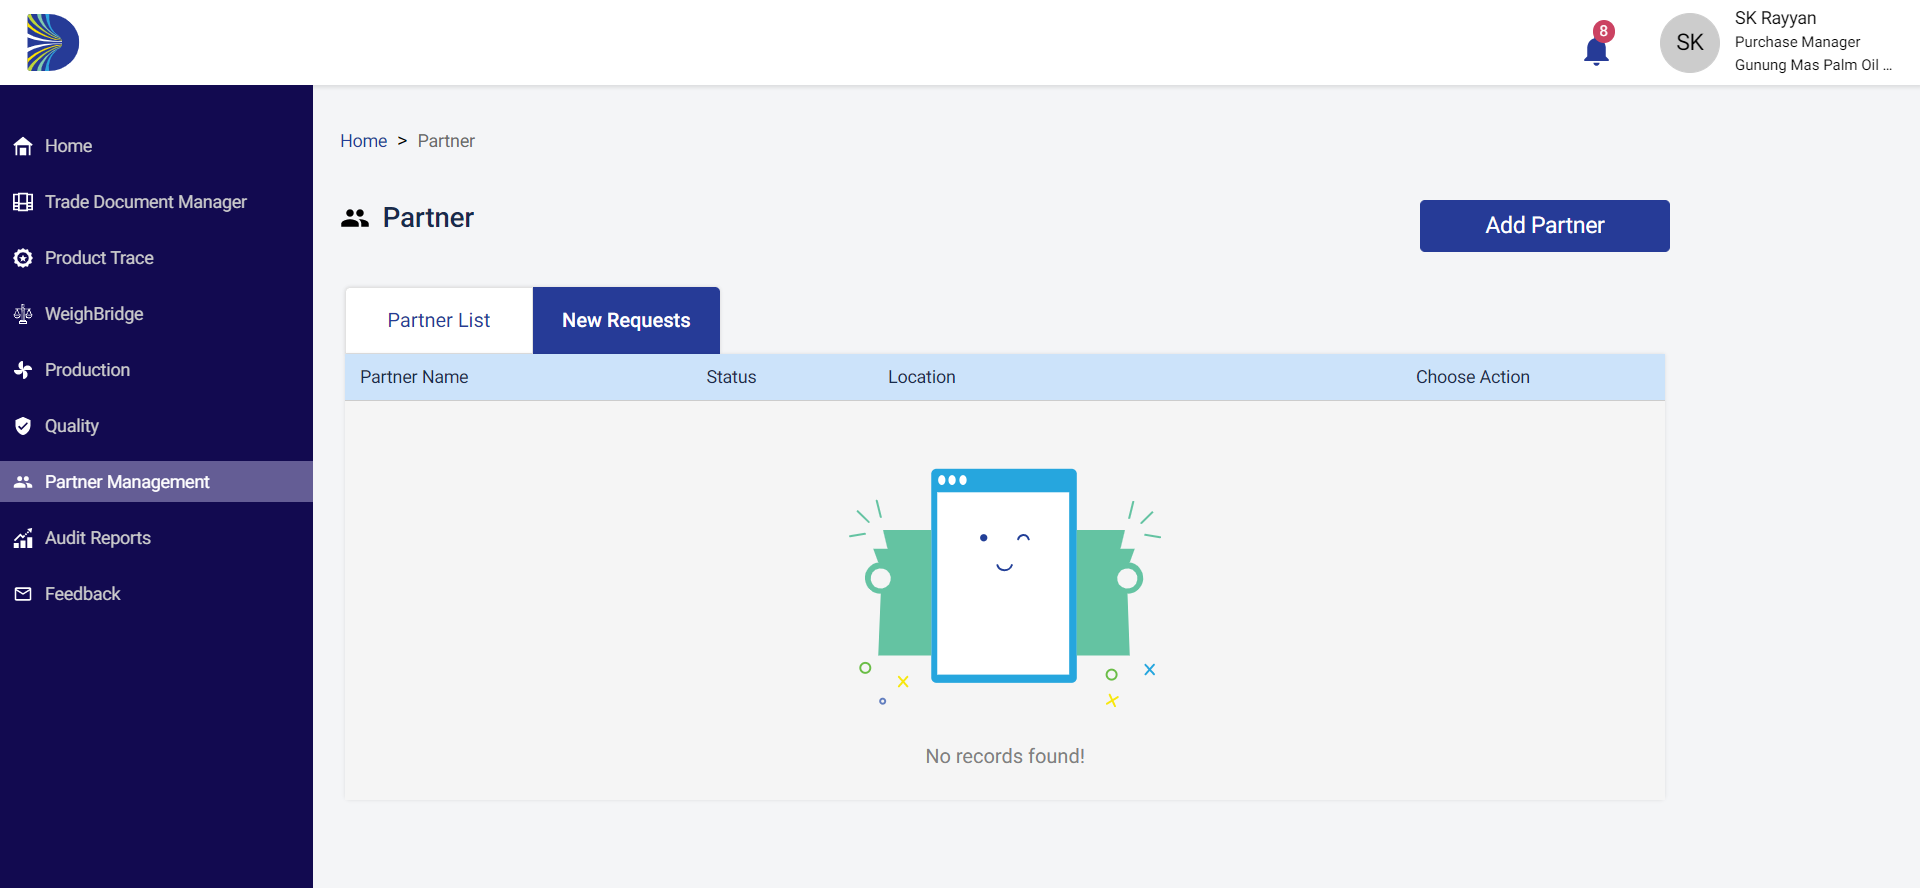 8
SK
SK Rayyan
Purchase Manager
Gunung Mas Palm Oil ...
Home
Trade Document Manager
Product Trace
WeighBridge
Production
Quality
Partner Management
Audit Reports
Feedback
Home > Partner
Partner
Add Partner
Partner List
New Requests
Partner Name Status Location Choose Action
No records found!